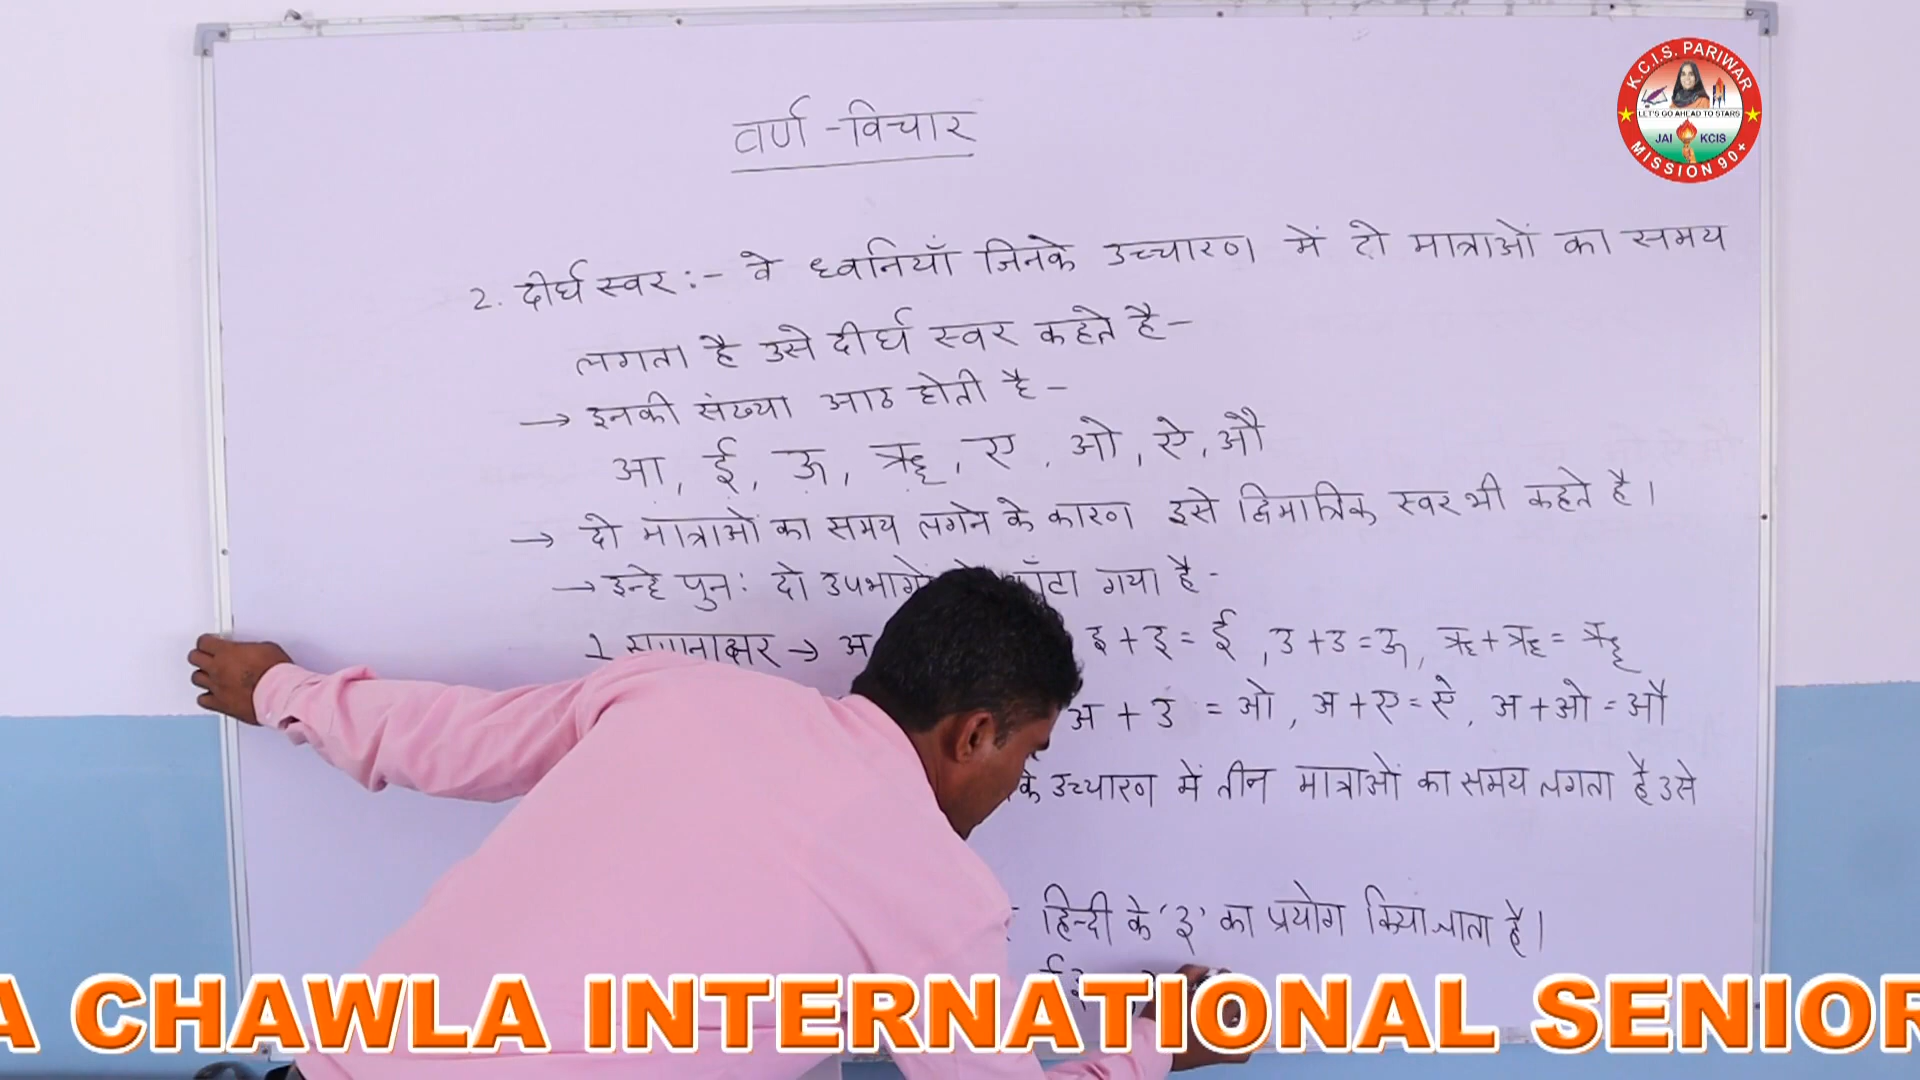 K.C.I.S. PARIWAR
LET'S GO AHEAD TO STARS
JAI KCIS
MISSION 90+
वर्ण - विचार
2. दीर्घ स्वर :- वे ध्वनियाँ जिनके उच्चारण में दो मात्राओं का समय
लगता है उसे दीर्घ स्वर कहते है-
→ इनकी संख्या आठ होती है -
आ, ई, ऊ, ॠ, ए, ओ, ऐ, औ
→ दो मात्राओं का समय लगने के कारण इसे द्विमात्रिक स्वर भी कहते है।
→ इन्हे पुनः दो उपभागों गया है -
→ अ इ + इ = ई, उ + उ = ऊ, ऋ + ऋ = ॠ
अ + उ = ओ, अ + ए = ऐ, अ + ओ = औ
के उच्चारण में तीन मात्राओं का समय लगता है उसे
हिन्दी के '३' का प्रयोग किया जाता है।
A CHAWLA INTERNATIONAL SENIOR